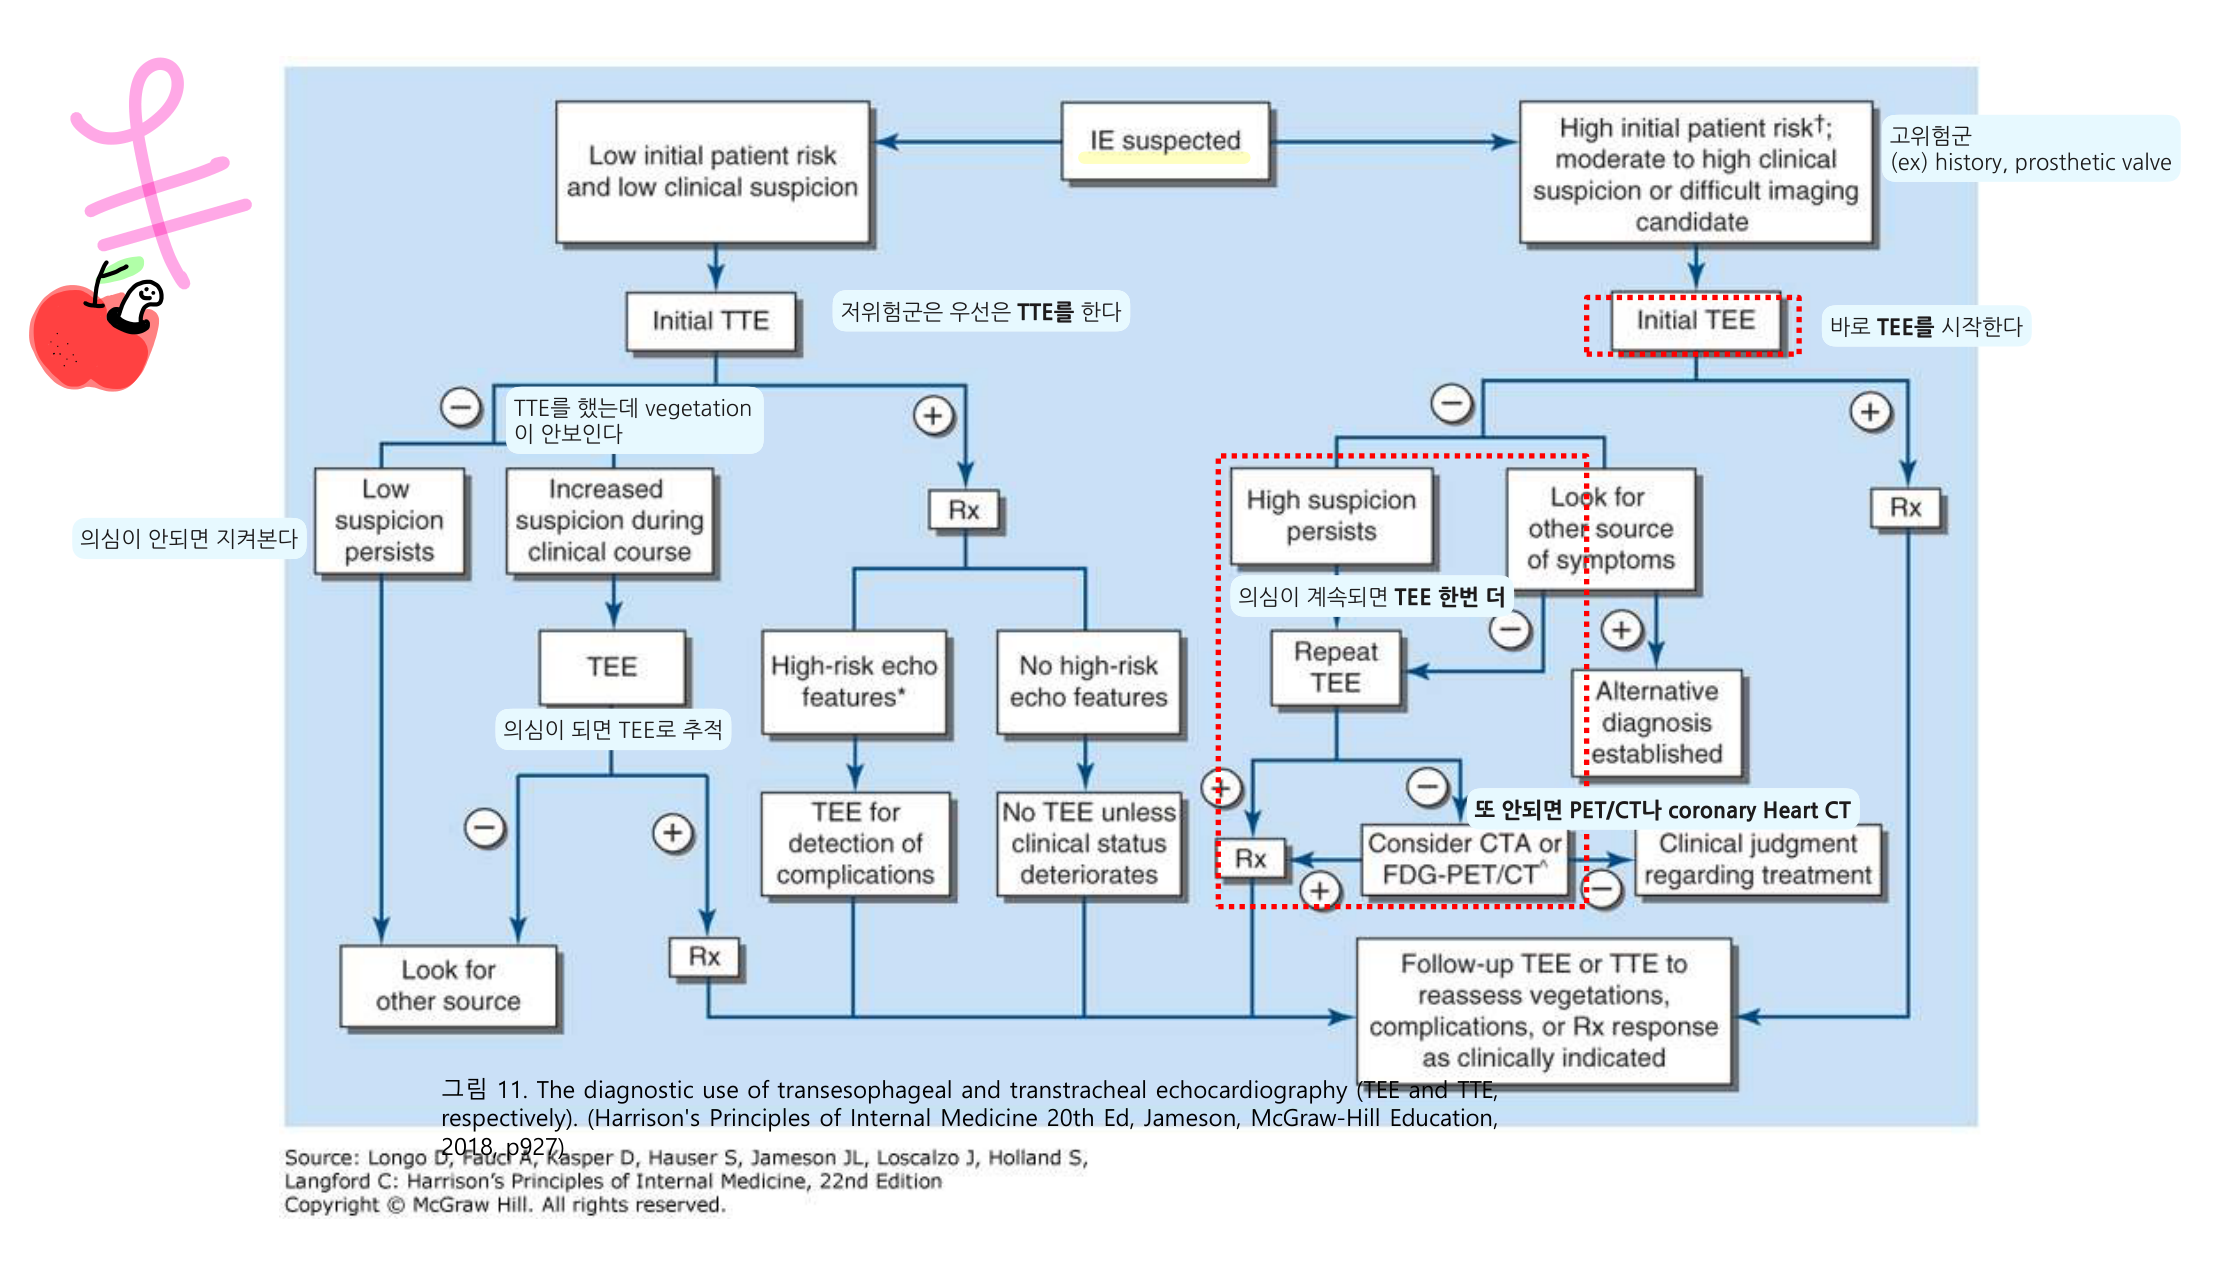 IE suspected
Low initial patient risk
and low clinical suspicion
High initial patient risk†;
moderate to high clinical
suspicion or difficult imaging
candidate
고위험군
(ex) history, prosthetic valve
Initial TTE
저위험군은 우선은 TTE를 한다
Initial TEE
바로 TEE를 시작한다
−
TTE를 했는데 vegetation
이 안보인다
+
−
+
Low
suspicion
persists
의심이 안되면 지켜본다
Increased
suspicion during
clinical course
Rx
High suspicion
persists
Look for
other source
of symptoms
Rx
의심이 계속되면 TEE 한번 더
−
+
TEE
의심이 되면 TEE로 추적
High-risk echo
features*
No high-risk
echo features
Repeat
TEE
Alternative
diagnosis
established
−
+
TEE for
detection of
complications
No TEE unless
clinical status
deteriorates
+
−
또 안되면 PET/CT나 coronary Heart CT
Rx
+
Consider CTA or
FDG-PET/CT^
−
Clinical judgment
regarding treatment
Look for
other source
Rx
Follow-up TEE or TTE to
reassess vegetations,
complications, or Rx response
as clinically indicated
그림 11. The diagnostic use of transesophageal and transtracheal echocardiography (TEE and TTE,
respectively). (Harrison's Principles of Internal Medicine 20th Ed, Jameson, McGraw-Hill Education,
2018, p927)
Source: Longo D, Fauci A, Kasper D, Hauser S, Jameson JL, Loscalzo J, Holland S,
Langford C: Harrison's Principles of Internal Medicine, 22nd Edition
Copyright © McGraw Hill. All rights reserved.